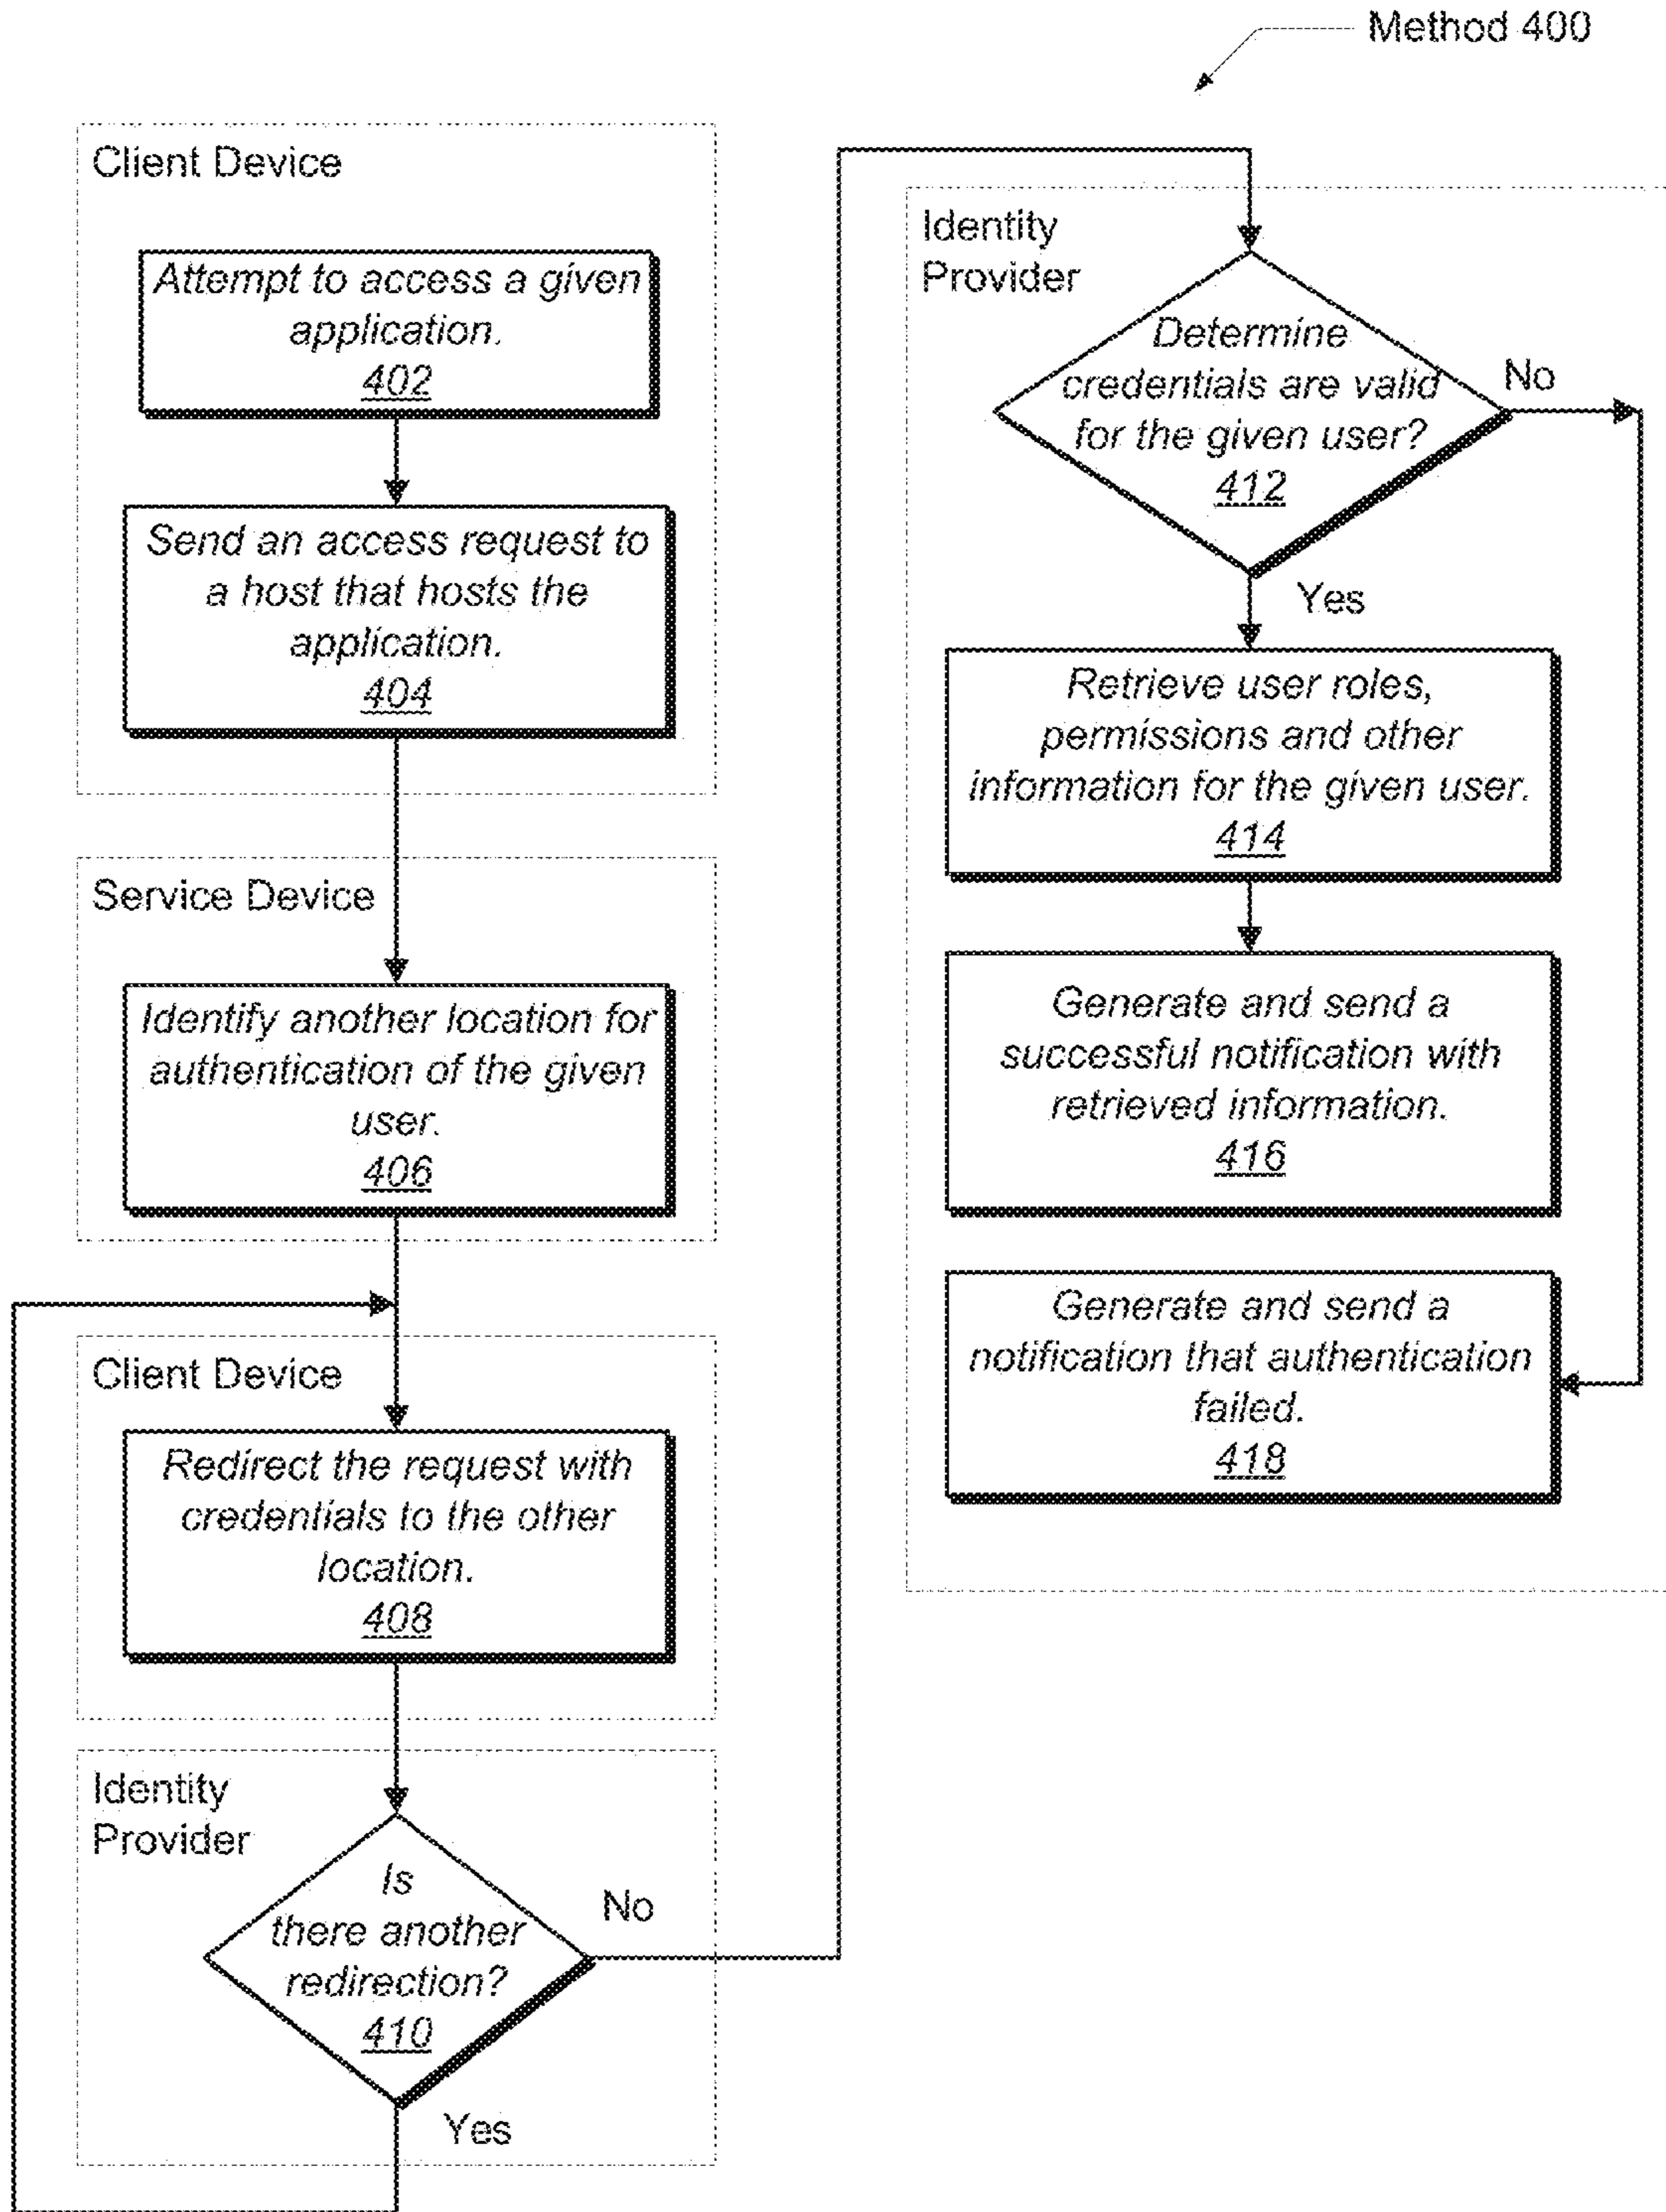 Method 400
Client Device
Attempt to access a given
application.
402
Send an access request to
a host that hosts the
application.
404
Service Device
Identify another location for
authentication of the given
user.
406
Client Device
Redirect the request with
credentials to the other
location.
408
Identity
Provider
Is
there another
redirection?
410
No
Yes
Identity
Provider
Determine
credentials are valid
for the given user?
412
No
Yes
Retrieve user roles,
permissions and other
information for the given user.
414
Generate and send a
successful notification with
retrieved information.
416
Generate and send a
notification that authentication
failed.
418